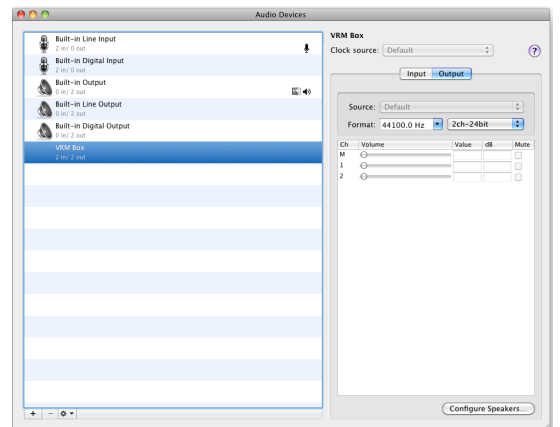 Audio Devices
Built-in Line Input
2 in/ 0 out
Built-in Digital Input
2 in/ 0 out
Built-in Output
0 in/ 2 out
Built-in Line Output
0 in/ 2 out
Built-in Digital Output
0 in/ 2 out
VRM Box
2 in/ 2 out
+ −
VRM Box
Clock source: Default
?
Input Output
Source: Default
Format: 44100.0 Hz 2ch-24bit
Ch Volume Value dB Mute
M
1
2
Configure Speakers...